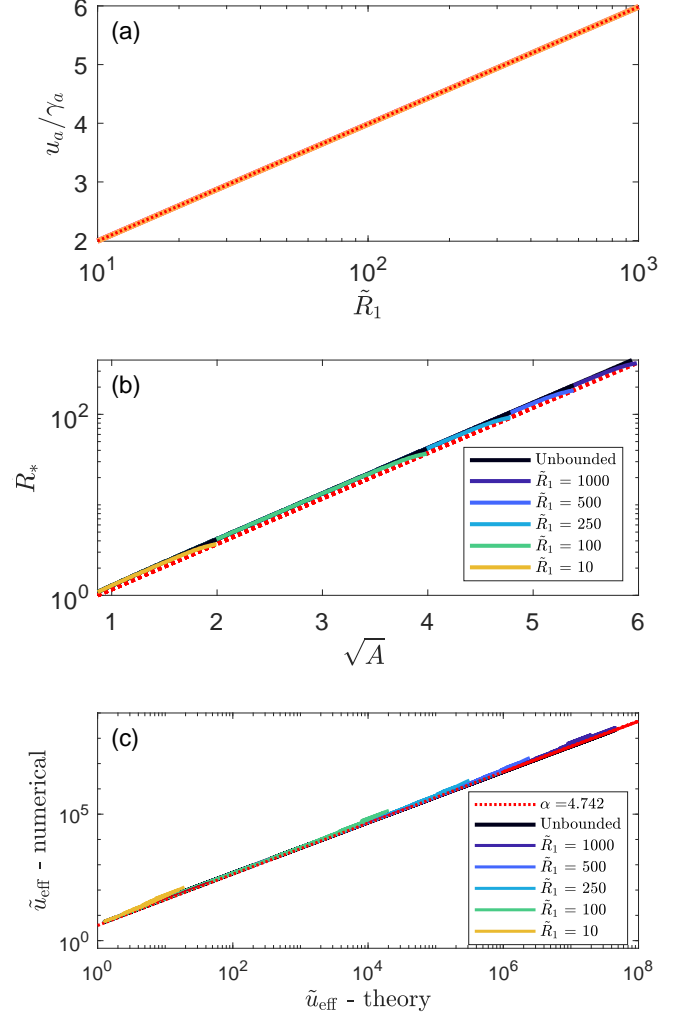 (a)
6
5
4
3
2
u_a/γ_a
10^1
10^2
10^3
R̃_1
(b)
10^2
10^0
R_*
Unbounded
R̃_1 = 1000
R̃_1 = 500
R̃_1 = 250
R̃_1 = 100
R̃_1 = 10
1
2
3
4
5
6
√A
(c)
10^5
10^0
ũ_eff - numerical
α =4.742
Unbounded
R̃_1 = 1000
R̃_1 = 500
R̃_1 = 250
R̃_1 = 100
R̃_1 = 10
10^0
10^2
10^4
10^6
10^8
ũ_eff - theory